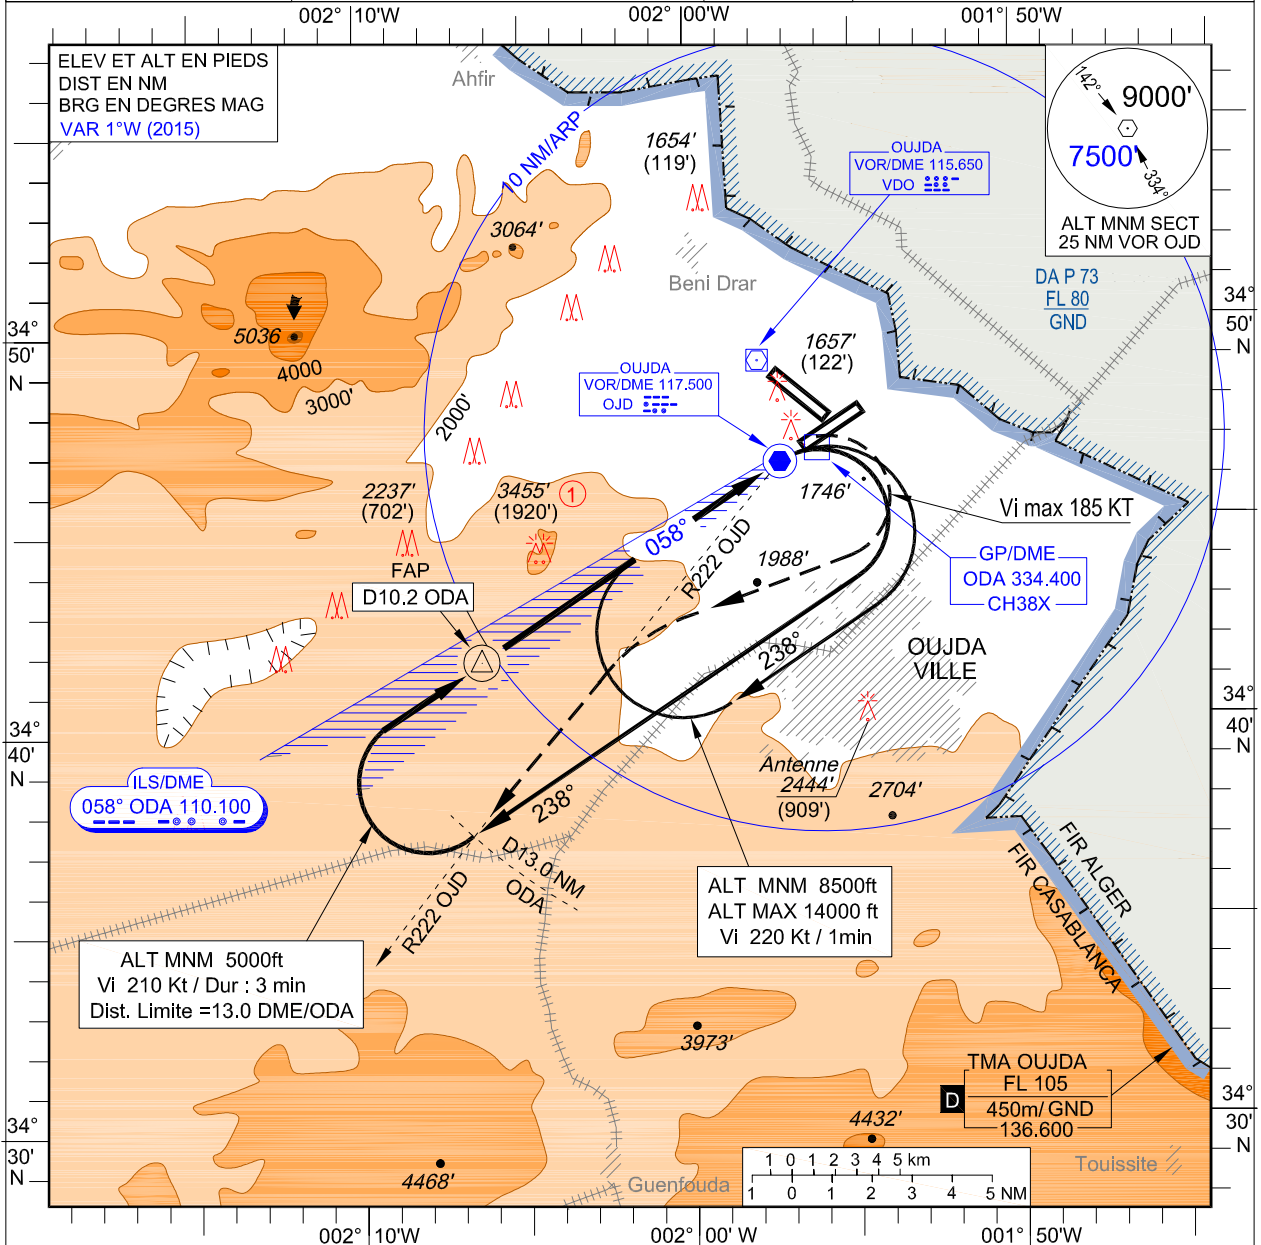 002° 10'W
002° 00'W
001° 50'W
ELEV ET ALT EN PIEDS
DIST EN NM
BRG EN DEGRES MAG
VAR 1°W (2015)
Ahfir
10 NM/ARP
1654'
(119')
OUJDA
VOR/DME 115.650
VDO
142°
9000'
7500'
334°
ALT MNM SECT
25 NM VOR OJD
3064'
Beni Drar
DA P 73
FL 80
GND
34°
50'
N
34°
50'
N
5036
4000
3000'
2000'
1657'
(122')
OUJDA
VOR/DME 117.500
OJD
2237'
(702')
3455'
(1920')
1
1746'
Vi max 185 KT
058°
R222 OJD
1988'
GP/DME
ODA 334.400
CH38X
FAP
D10.2 ODA
238°
OUJDA
VILLE
34°
40'
N
34°
40'
N
ILS/DME
058° ODA 110.100
Antenne
2444'
(909')
2704'
238°
D13.0 NM
ODA
R222 OJD
FIR ALGER
FIR CASABLANCA
ALT MNM 8500ft
ALT MAX 14000 ft
Vi 220 Kt / 1min
ALT MNM 5000ft
Vi 210 Kt / Dur : 3 min
Dist. Limite =13.0 DME/ODA
3973'
TMA OUJDA
FL 105
D
450m/ GND
136.600
34°
30'
N
34°
30'
N
4432'
4468'
Touissite
Guenfouda
1 0 1 2 3 4 5 km
1 0 1 2 3 4 5 NM
002° 10'W
002° 00' W
001° 50'W